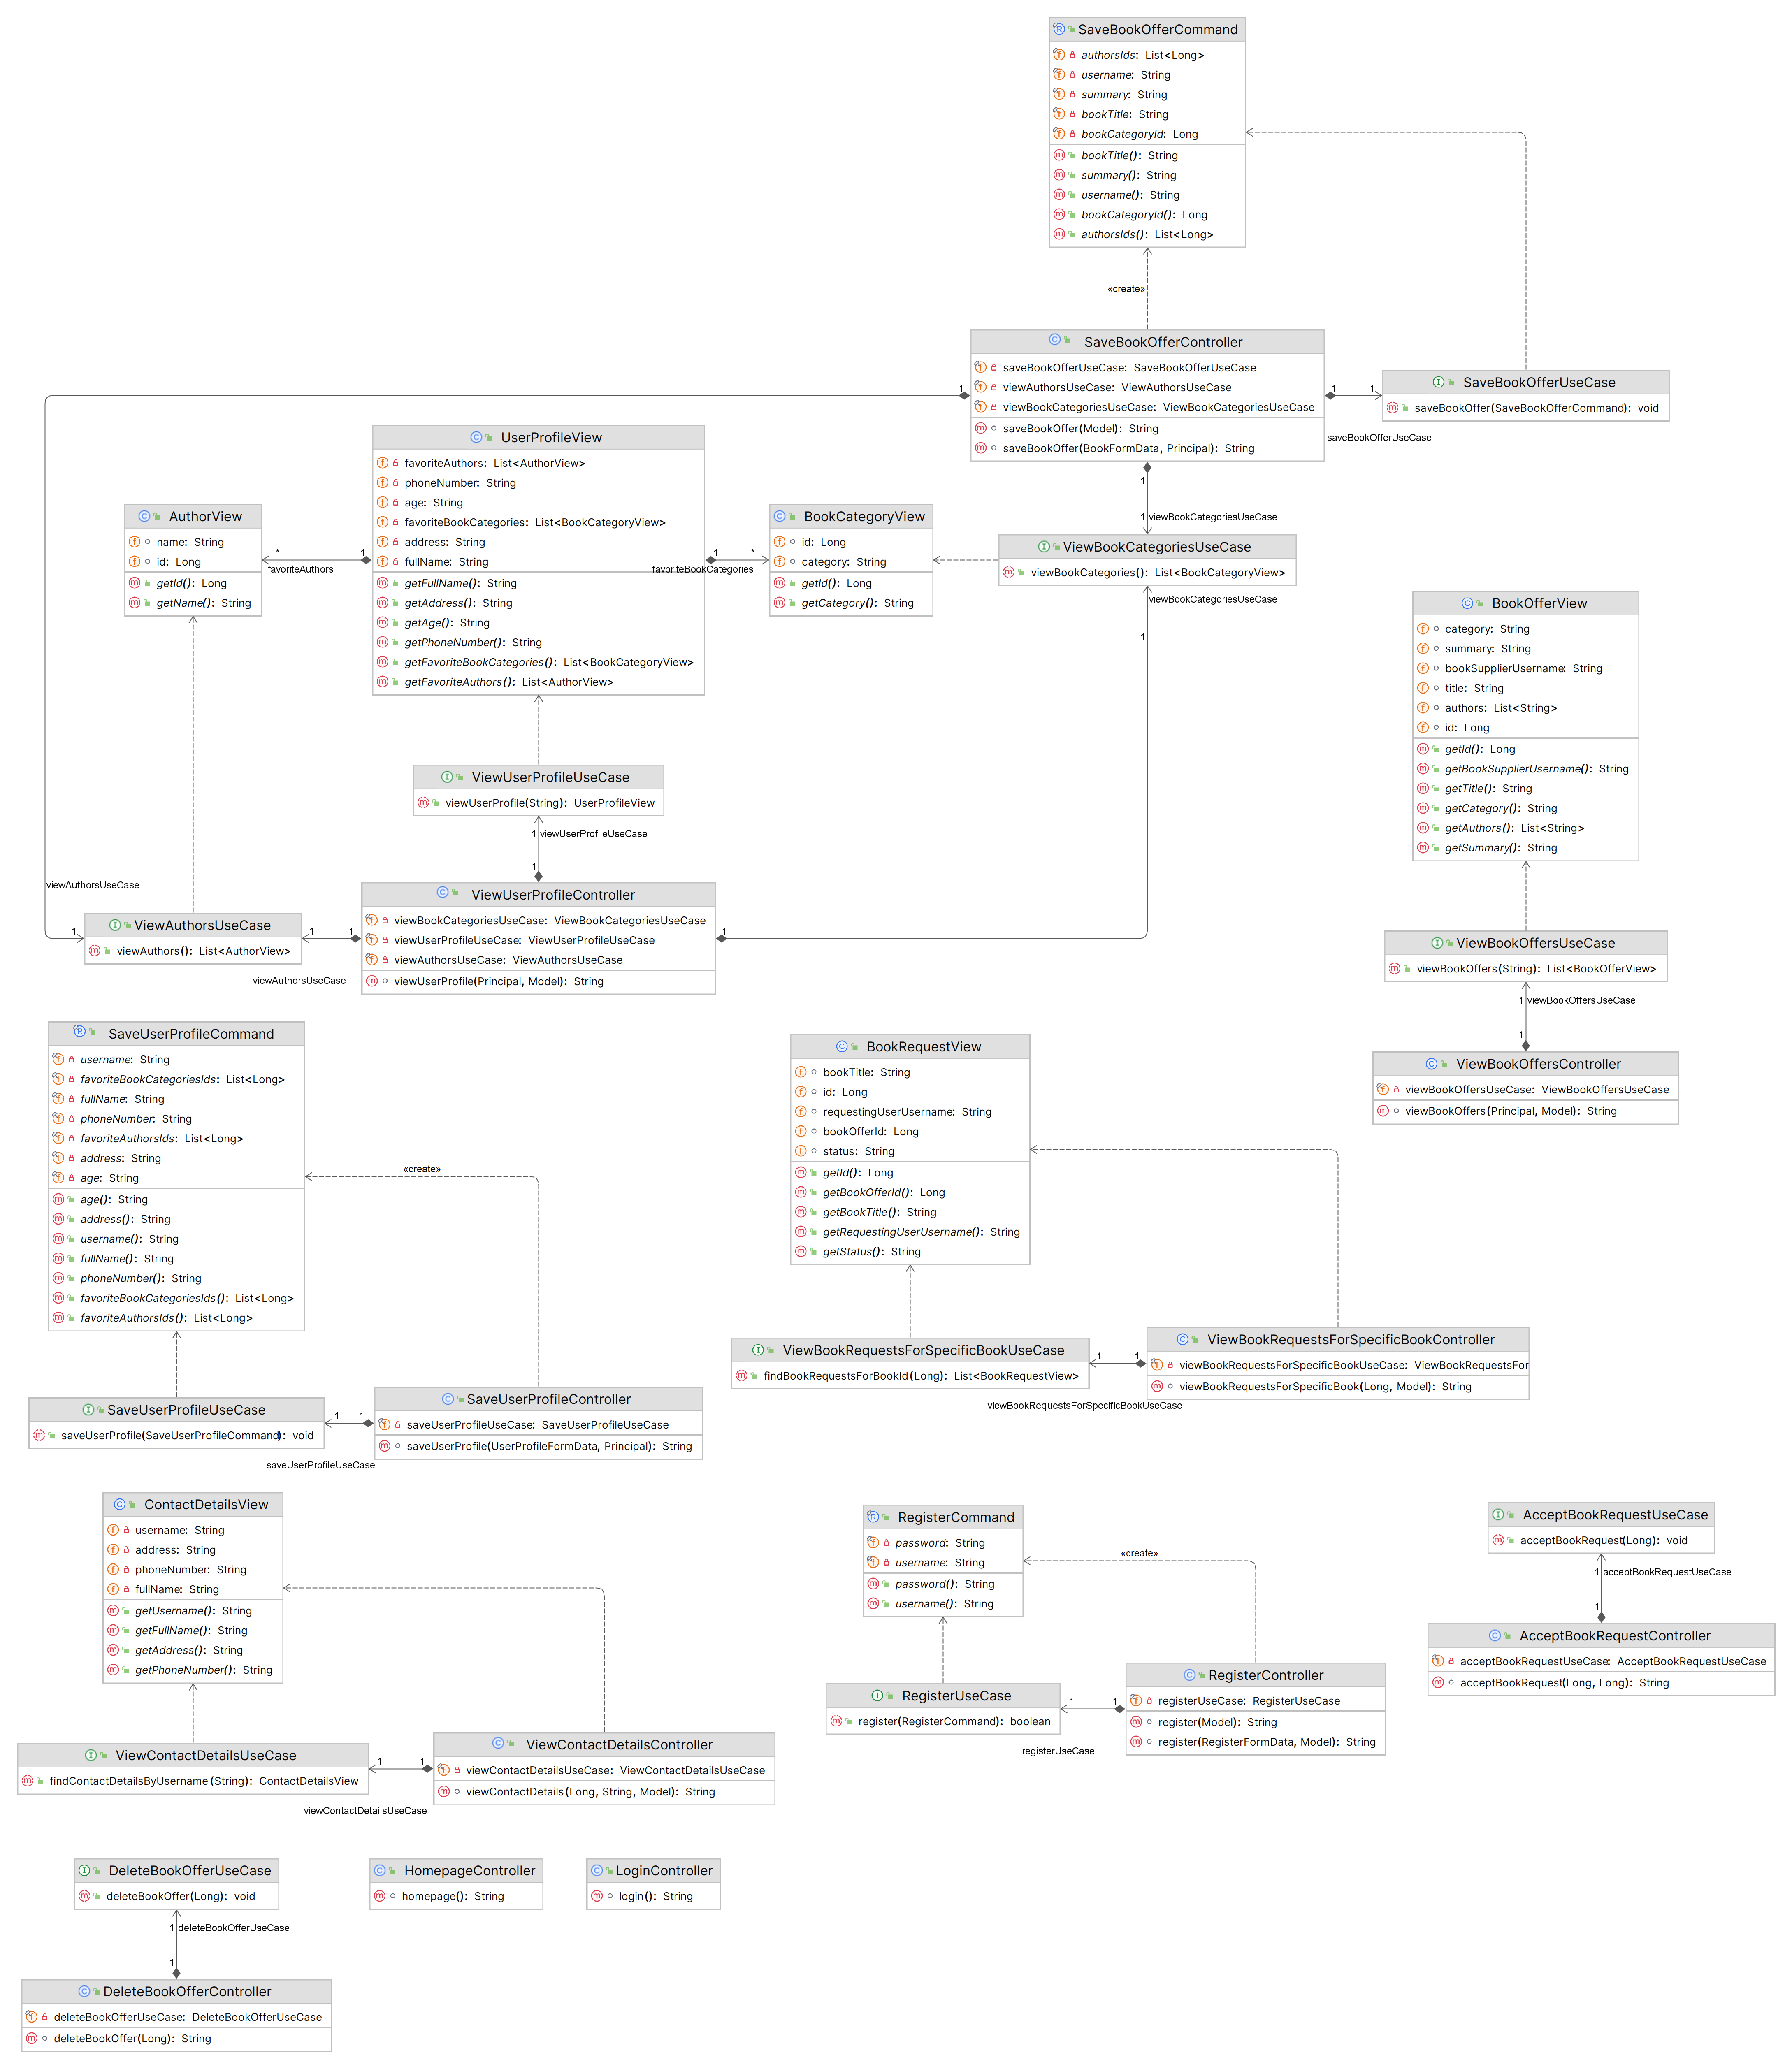 SaveBookOfferCommand
authorsIds: List<Long>
username: String
summary: String
bookTitle: String
bookCategoryId: Long
bookTitle(): String
summary(): String
username(): String
bookCategoryId(): Long
authorsIds(): List<Long>
«create»
SaveBookOfferController
saveBookOfferUseCase: SaveBookOfferUseCase
viewAuthorsUseCase: ViewAuthorsUseCase
viewBookCategoriesUseCase: ViewBookCategoriesUseCase
saveBookOffer(Model): String
saveBookOffer(BookFormData, Principal): String
1
1
1
saveBookOfferUseCase
SaveBookOfferUseCase
saveBookOffer(SaveBookOfferCommand): void
UserProfileView
favoriteAuthors: List<AuthorView>
phoneNumber: String
age: String
favoriteBookCategories: List<BookCategoryView>
address: String
fullName: String
getFullName(): String
getAddress(): String
getAge(): String
getPhoneNumber(): String
getFavoriteBookCategories(): List<BookCategoryView>
getFavoriteAuthors(): List<AuthorView>
AuthorView
name: String
id: Long
getId(): Long
getName(): String
*
1
favoriteAuthors
1
*
favoriteBookCategories
BookCategoryView
id: Long
category: String
getId(): Long
getCategory(): String
1
1 viewBookCategoriesUseCase
ViewBookCategoriesUseCase
viewBookCategories(): List<BookCategoryView>
viewBookCategoriesUseCase
1
BookOfferView
category: String
summary: String
bookSupplierUsername: String
title: String
authors: List<String>
id: Long
getId(): Long
getBookSupplierUsername(): String
getTitle(): String
getCategory(): String
getAuthors(): List<String>
getSummary(): String
ViewUserProfileUseCase
viewUserProfile(String): UserProfileView
1 viewUserProfileUseCase
1
viewAuthorsUseCase
ViewUserProfileController
viewBookCategoriesUseCase: ViewBookCategoriesUseCase
viewUserProfileUseCase: ViewUserProfileUseCase
viewAuthorsUseCase: ViewAuthorsUseCase
viewUserProfile(Principal, Model): String
1
ViewAuthorsUseCase
viewAuthors(): List<AuthorView>
1
1
1
viewAuthorsUseCase
ViewBookOffersUseCase
viewBookOffers(String): List<BookOfferView>
1 viewBookOffersUseCase
1
ViewBookOffersController
viewBookOffersUseCase: ViewBookOffersUseCase
viewBookOffers(Principal, Model): String
SaveUserProfileCommand
username: String
favoriteBookCategoriesIds: List<Long>
fullName: String
phoneNumber: String
favoriteAuthorsIds: List<Long>
address: String
age: String
age(): String
address(): String
username(): String
fullName(): String
phoneNumber(): String
favoriteBookCategoriesIds(): List<Long>
favoriteAuthorsIds(): List<Long>
«create»
BookRequestView
bookTitle: String
id: Long
requestingUserUsername: String
bookOfferId: Long
status: String
getId(): Long
getBookOfferId(): Long
getBookTitle(): String
getRequestingUserUsername(): String
getStatus(): String
ViewBookRequestsForSpecificBookUseCase
findBookRequestsForBookId(Long): List<BookRequestView>
1
1
viewBookRequestsForSpecificBookUseCase
ViewBookRequestsForSpecificBookController
viewBookRequestsForSpecificBookUseCase: ViewBookRequestsFor
viewBookRequestsForSpecificBook(Long, Model): String
SaveUserProfileUseCase
saveUserProfile(SaveUserProfileCommand): void
1
1
saveUserProfileUseCase
SaveUserProfileController
saveUserProfileUseCase: SaveUserProfileUseCase
saveUserProfile(UserProfileFormData, Principal): String
ContactDetailsView
username: String
address: String
phoneNumber: String
fullName: String
getUsername(): String
getFullName(): String
getAddress(): String
getPhoneNumber(): String
RegisterCommand
password: String
username: String
password(): String
username(): String
«create»
AcceptBookRequestUseCase
acceptBookRequest(Long): void
1 acceptBookRequestUseCase
1
AcceptBookRequestController
acceptBookRequestUseCase: AcceptBookRequestUseCase
acceptBookRequest(Long, Long): String
RegisterUseCase
register(RegisterCommand): boolean
1
1
registerUseCase
RegisterController
registerUseCase: RegisterUseCase
register(Model): String
register(RegisterFormData, Model): String
ViewContactDetailsUseCase
findContactDetailsByUsername(String): ContactDetailsView
1
1
viewContactDetailsUseCase
ViewContactDetailsController
viewContactDetailsUseCase: ViewContactDetailsUseCase
viewContactDetails(Long, String, Model): String
DeleteBookOfferUseCase
deleteBookOffer(Long): void
1 deleteBookOfferUseCase
1
HomepageController
homepage(): String
LoginController
login(): String
DeleteBookOfferController
deleteBookOfferUseCase: DeleteBookOfferUseCase
deleteBookOffer(Long): String